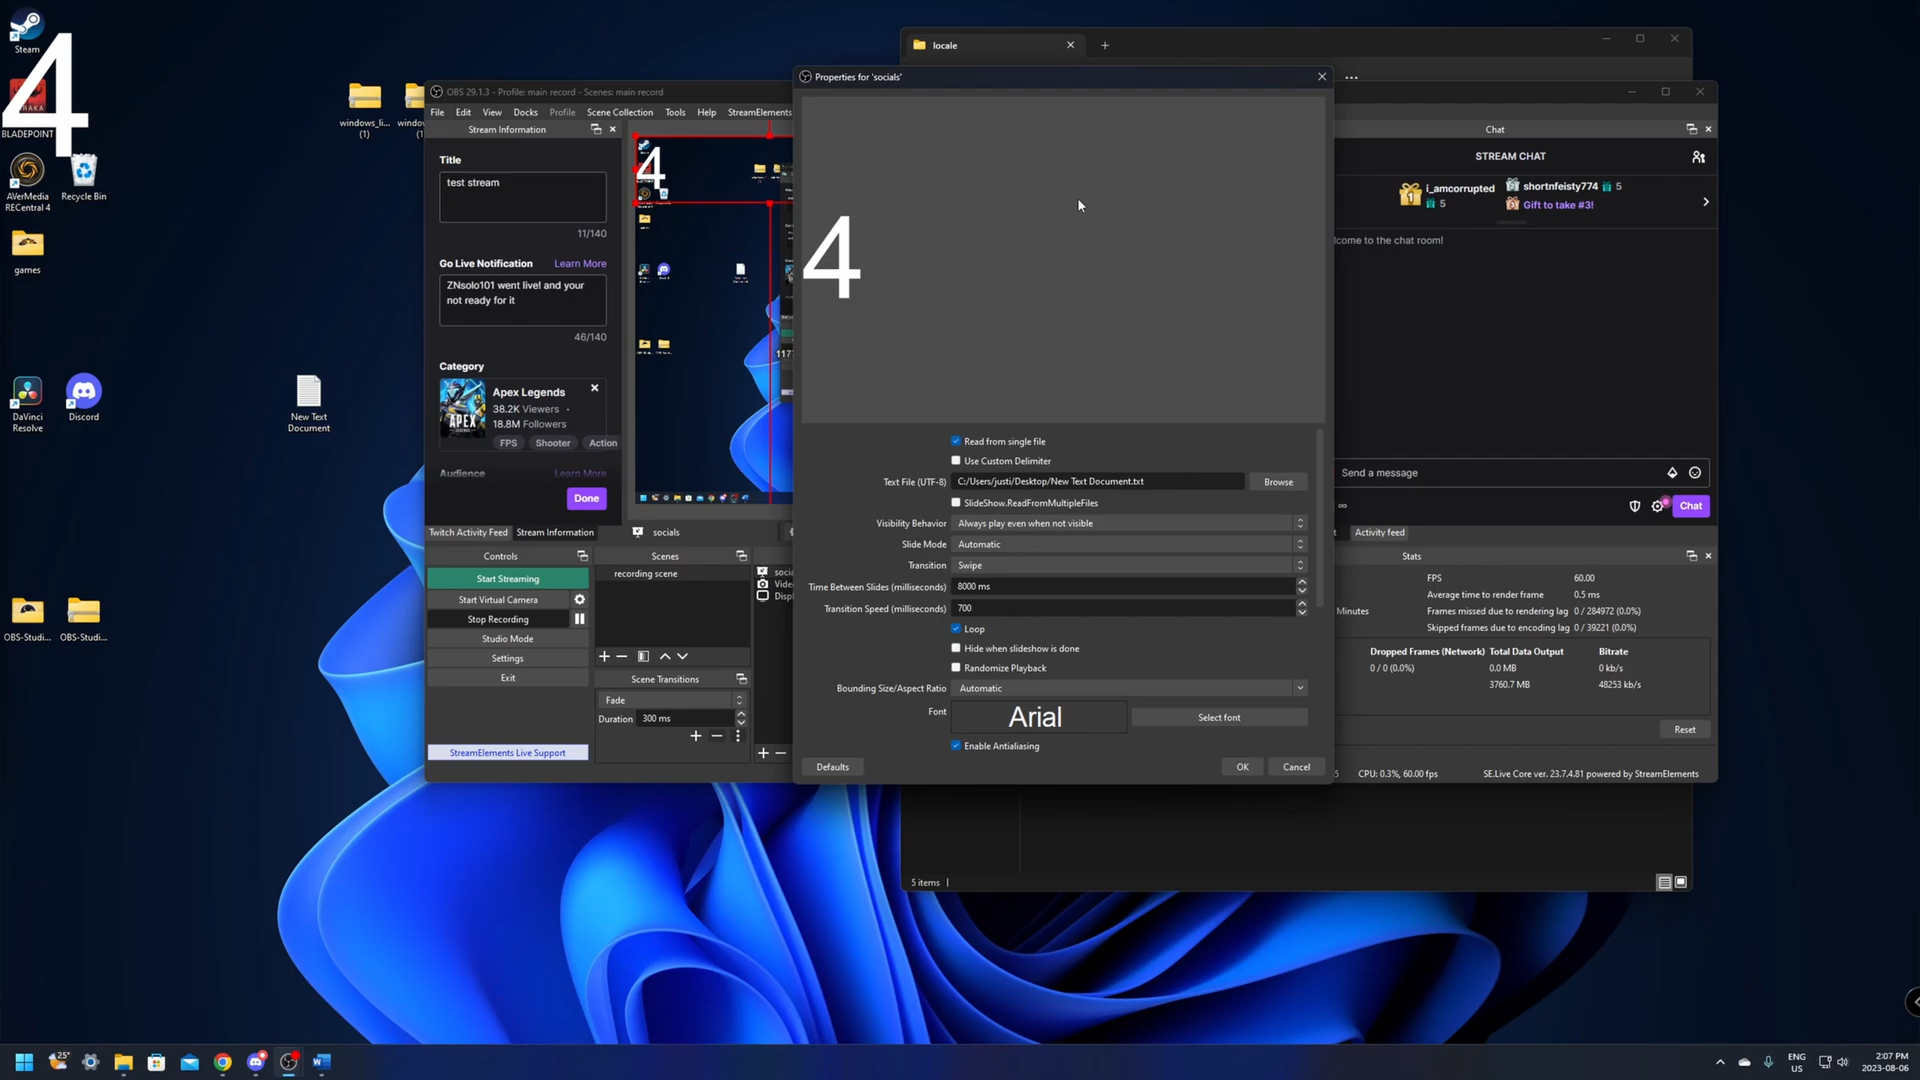 Steam
4
BLADEPOINT
AVerMedia
RECentral 4
Recycle Bin
games
DaVinci
Resolve
Discord
New Text
Document
OBS-Studi...
OBS-Studi...
windows_li...
(1)
locale
OBS 29.1.3 - Profile: main record - Scenes: main record
File Edit View Docks Profile Scene Collection Tools Help StreamElements
Stream Information
Title
test stream
11/140
Go Live Notification Learn More
ZNsolo101 went live! and your
not ready for it
46/140
Category
Apex Legends
38.2K Viewers ·
18.8M Followers
FPS Shooter Action
Audience Learn More
Done
Twitch Activity Feed Stream Information
socials
Controls
Start Streaming
Start Virtual Camera
Stop Recording
Studio Mode
Settings
Exit
StreamElements Live Support
Scenes
recording scene
Scene Transitions
Fade
Duration 300 ms
4
Properties for 'socials'
4
Read from single file
Use Custom Delimiter
Text File (UTF-8) C:/Users/justi/Desktop/New Text Document.txt Browse
SlideShow.ReadFromMultipleFiles
Visibility Behavior Always play even when not visible
Slide Mode Automatic
Transition Swipe
Time Between Slides (milliseconds) 8000 ms
Transition Speed (milliseconds) 700
Loop
Hide when slideshow is done
Randomize Playback
Bounding Size/Aspect Ratio Automatic
Font Arial Select font
Enable Antialiasing
Defaults OK Cancel
Chat
STREAM CHAT
i_amcorrupted
5
shortnfeisty774 5
Gift to take #3!
lcome to the chat room!
Send a message
Chat
Activity feed
Stats
FPS 60.00
Average time to render frame 0.5 ms
Minutes Frames missed due to rendering lag 0 / 284972 (0.0%)
Skipped frames due to encoding lag 0 / 39221 (0.0%)
Dropped Frames (Network) Total Data Output Bitrate
0 / 0 (0.0%) 0.0 MB 0 kb/s
3760.7 MB 48253 kb/s
Reset
CPU: 0.3%, 60.00 fps SE.Live Core ver. 23.7.4.81 powered by StreamElements
5 items
25°
ENG
US
2:07 PM
2023-08-06